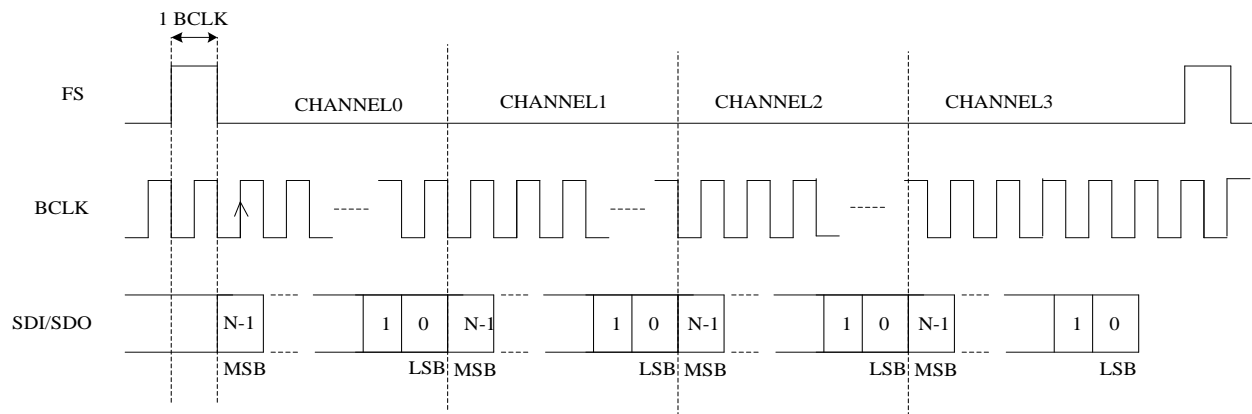 1 BCLK
FS
CHANNEL0 CHANNEL1 CHANNEL2 CHANNEL3
BCLK
SDI/SDO N-1 1 0 N-1 1 0 N-1 1 0 N-1 1 0
MSB LSB MSB LSB MSB LSB MSB LSB